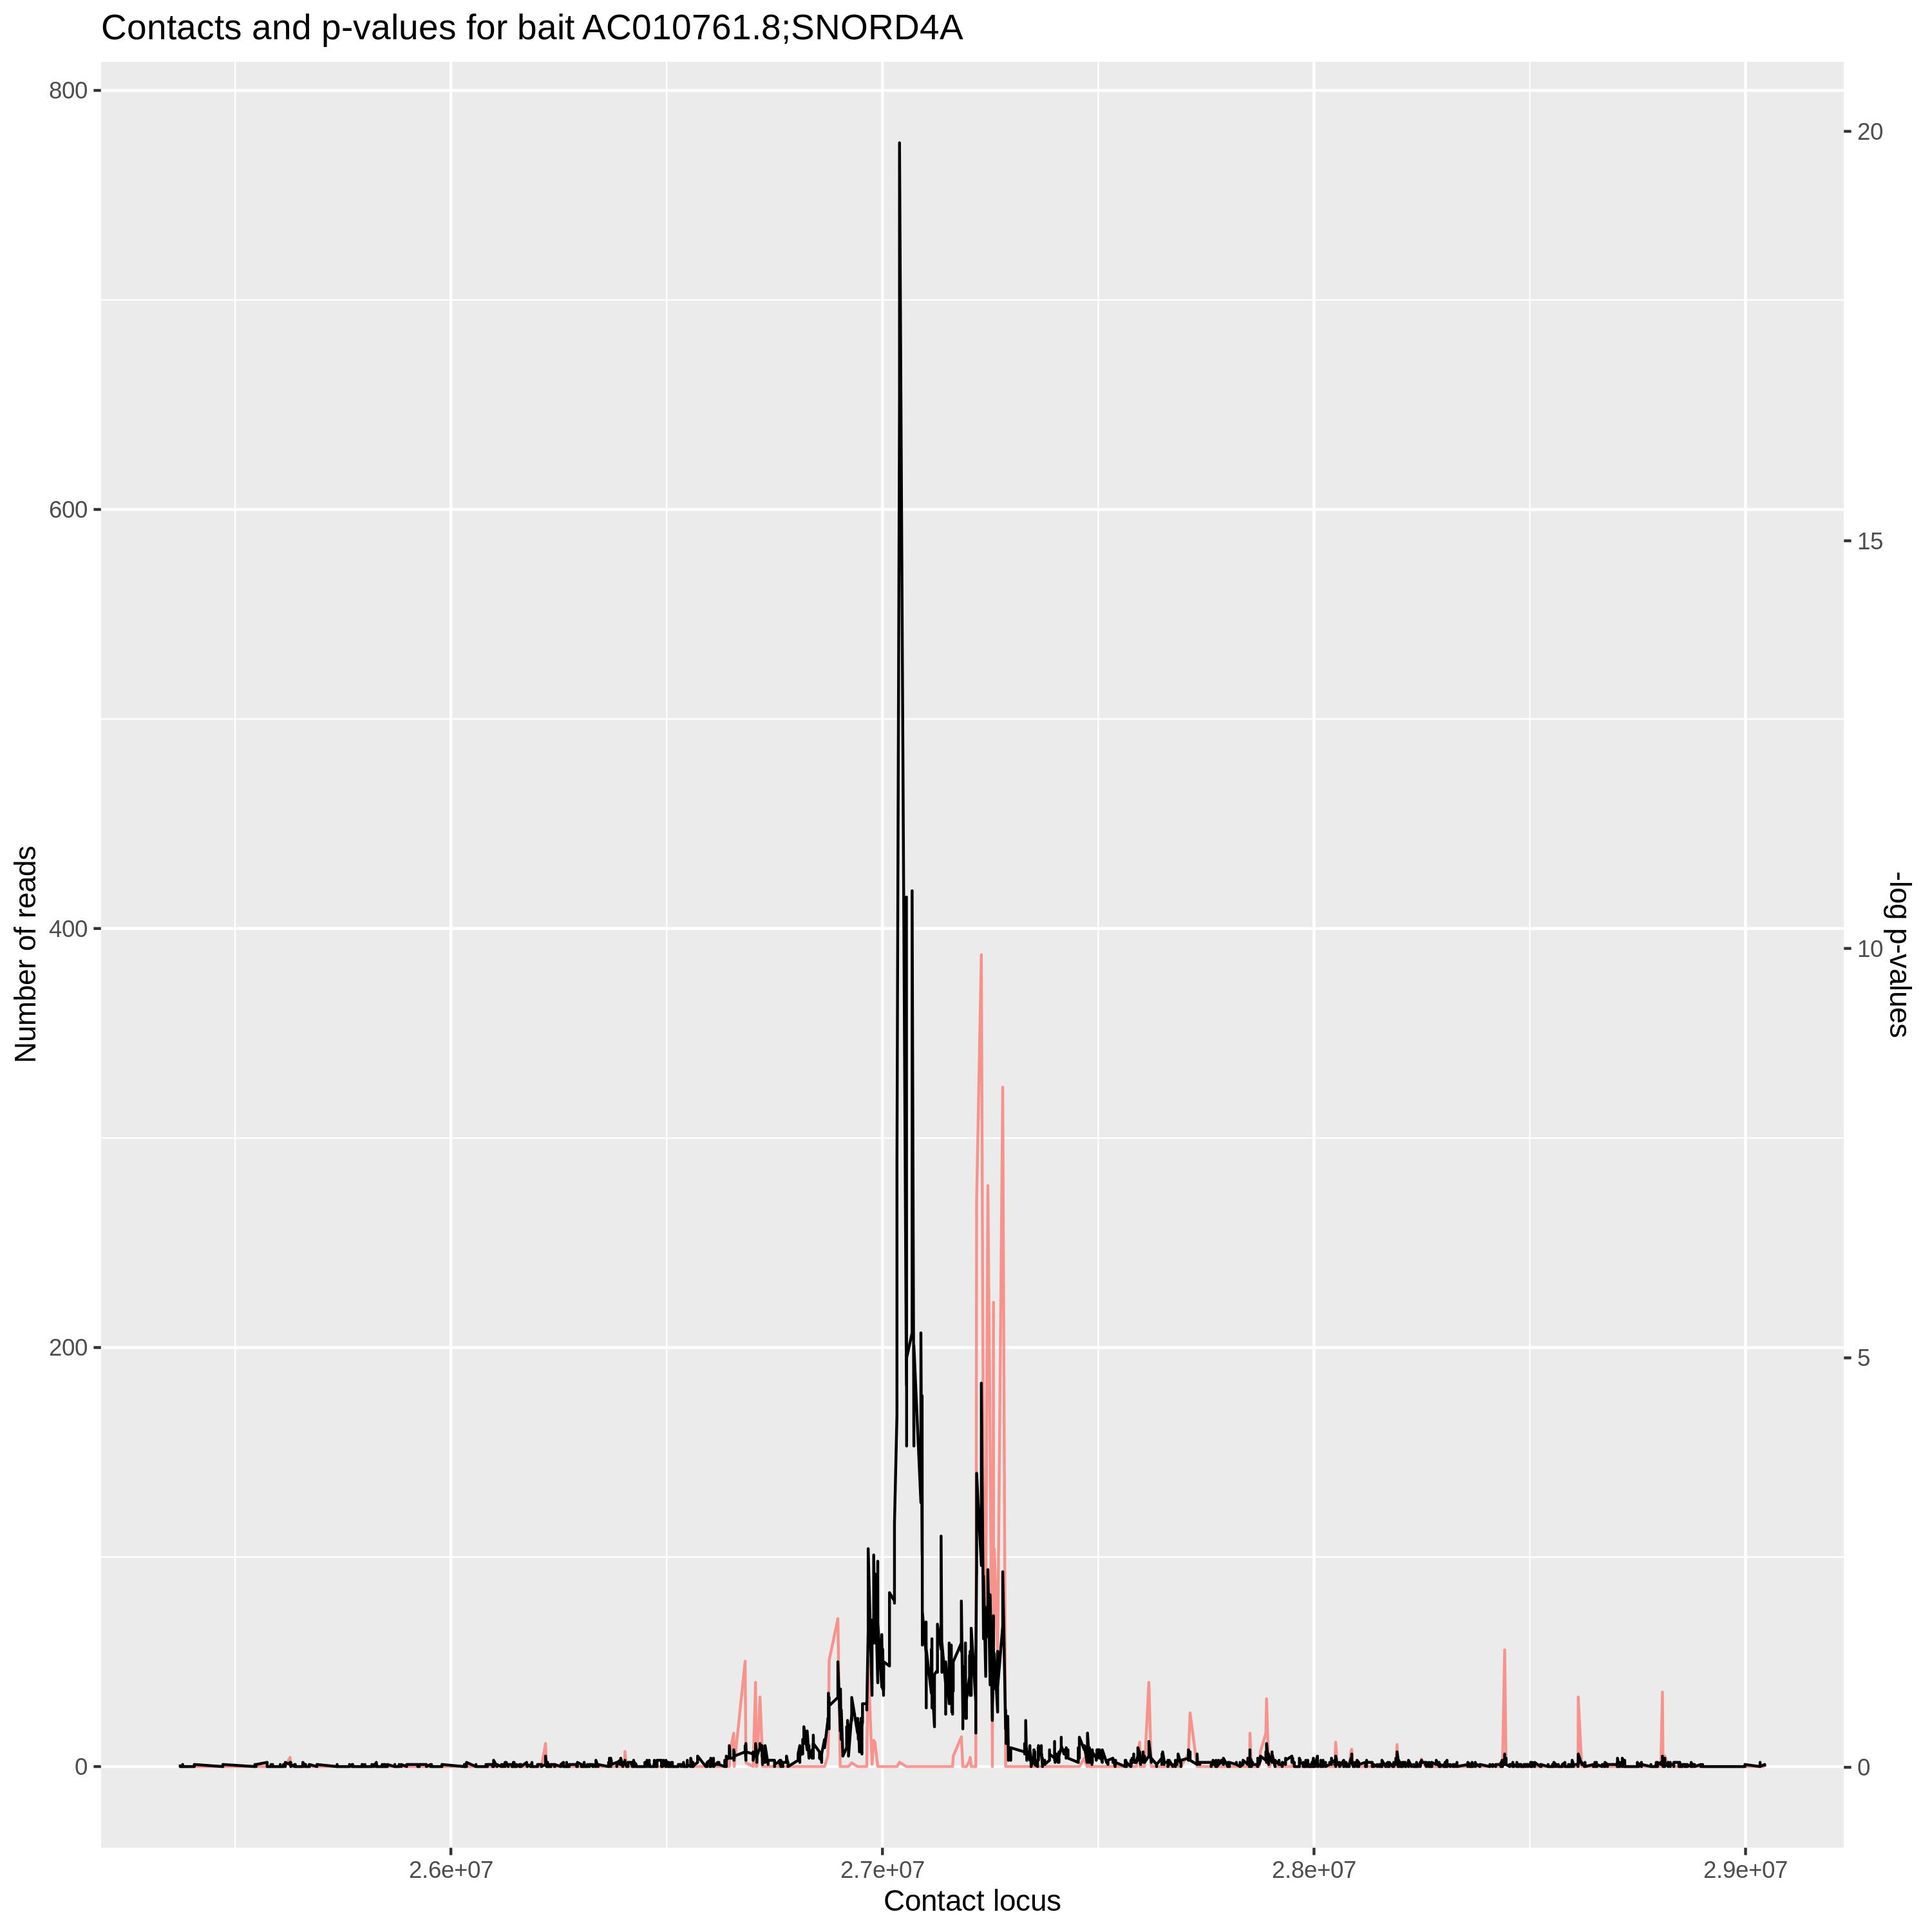 Contacts and p-values for bait AC010761.8;SNORD4A
800
600
400
200
0
Number of reads
20
15
10
5
0
-log p-values
2.6e+07
2.7e+07
2.8e+07
2.9e+07
Contact locus